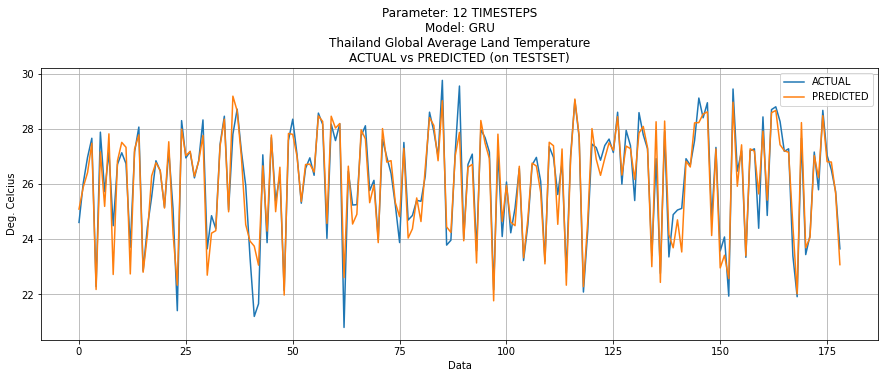 Parameter: 12 TIMESTEPS
Model: GRU
Thailand Global Average Land Temperature
ACTUAL vs PREDICTED (on TESTSET)
ACTUAL
PREDICTED
Deg. Celcius
30
28
26
24
22
0
25
50
75
100
125
150
175
Data